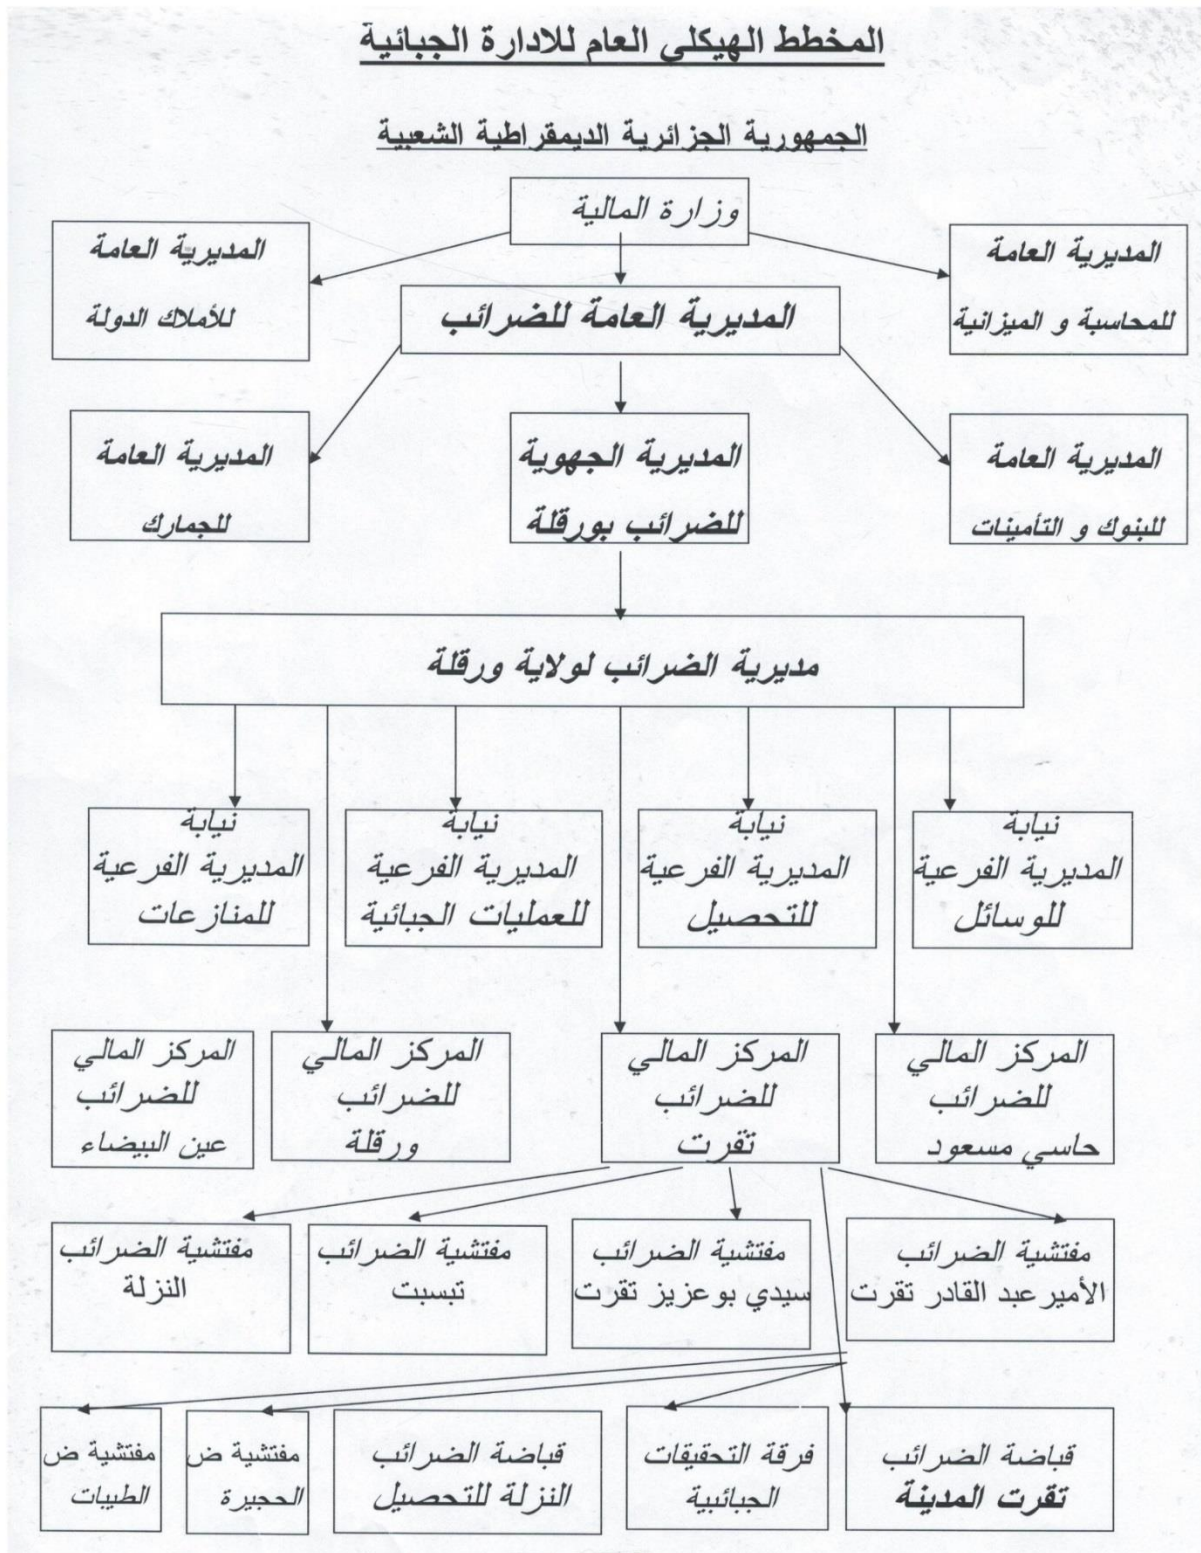 المخطط الهيكلي العام للادارة الجبائية
الجمهورية الجزائرية الديمقراطية الشعبية
وزارة المالية
المديرية العامة
للمحاسبة و الميزانية
المديرية العامة
للأملاك الدولة
المديرية العامة للضرائب
المديرية العامة
للبنوك و التأمينات
المديرية الجهوية
للضرائب بورقلة
المديرية العامة
للجمارك
مديرية الضرائب لولاية ورقلة
نيابة
المديرية الفرعية
للوسائل
نيابة
المديرية الفرعية
للتحصيل
نيابة
المديرية الفرعية
للعمليات الجبائية
نيابة
المديرية الفرعية
للمنازعات
المركز المالي
للضرائب
حاسي مسعود
المركز المالي
للضرائب
تقرت
المركز المالي
للضرائب
ورقلة
المركز المالي
للضرائب
عين البيضاء
مفتشية الضرائب
الأمير عبد القادر تقرت
مفتشية الضرائب
سيدي بوعزيز تقرت
مفتشية الضرائب
تبسبت
مفتشية الضرائب
النزلة
قباضة الضرائب
تقرت المدينة
فرقة التحقيقات
الجبائبية
قباضة الضرائب
النزلة للتحصيل
مفتشية ض
الحجيرة
مفتشية ض
الطيبات